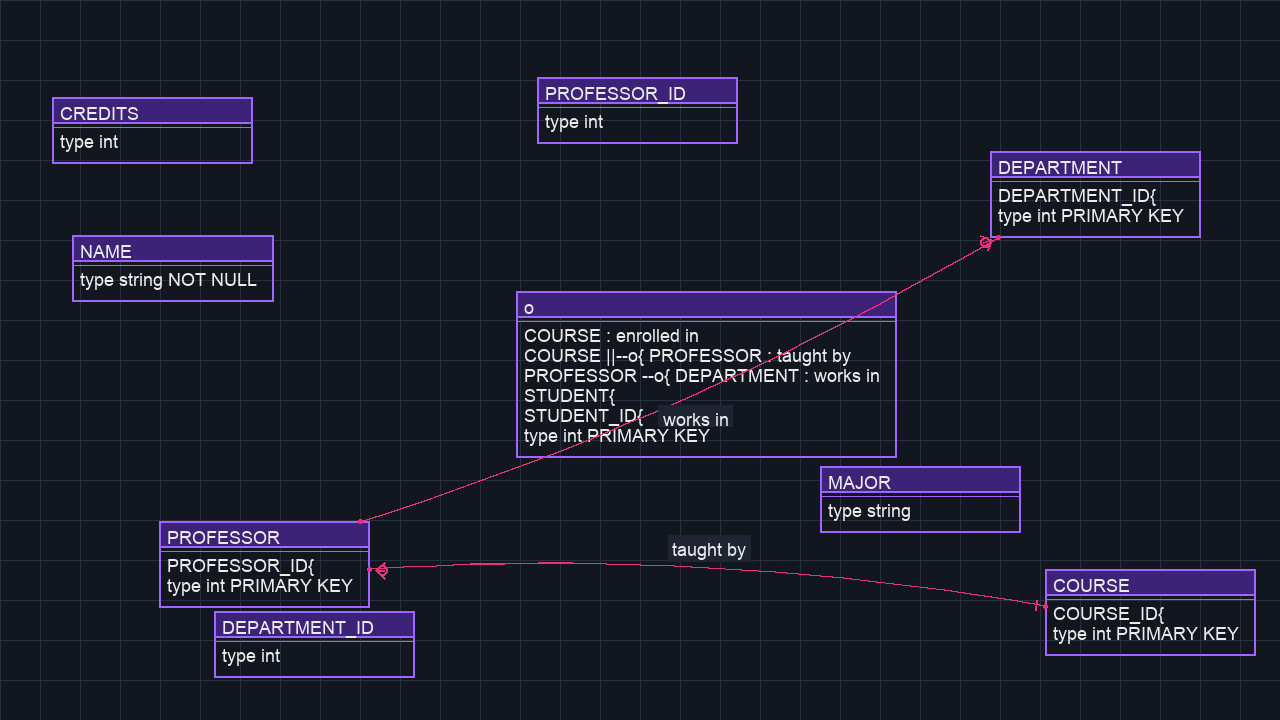 CREDITS
type int
PROFESSOR_ID
type int
DEPARTMENT
DEPARTMENT_ID{
type int PRIMARY KEY
NAME
type string NOT NULL
o
COURSE : enrolled in
COURSE ||--o{ PROFESSOR : taught by
PROFESSOR --o{ DEPARTMENT : works in
STUDENT{
STUDENT_ID{
type int PRIMARY KEY
works in
MAJOR
type string
PROFESSOR
PROFESSOR_ID{
type int PRIMARY KEY
taught by
COURSE
COURSE_ID{
type int PRIMARY KEY
DEPARTMENT_ID
type int